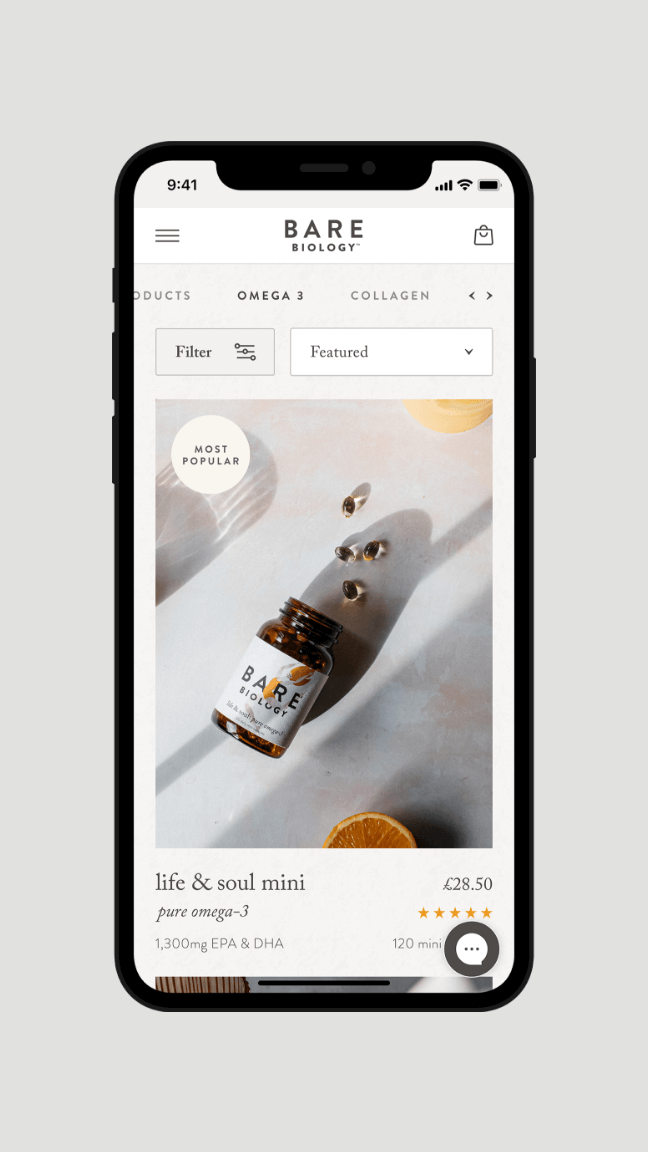 9:41
BARE
BIOLOGY™
ODUCTS OMEGA 3 COLLAGEN
Filter Featured
MOST
POPULAR
BARE
BIOLOGY
life & soul pure omega 3
life & soul mini £28.50
pure omega-3
1,300mg EPA & DHA 120 mini